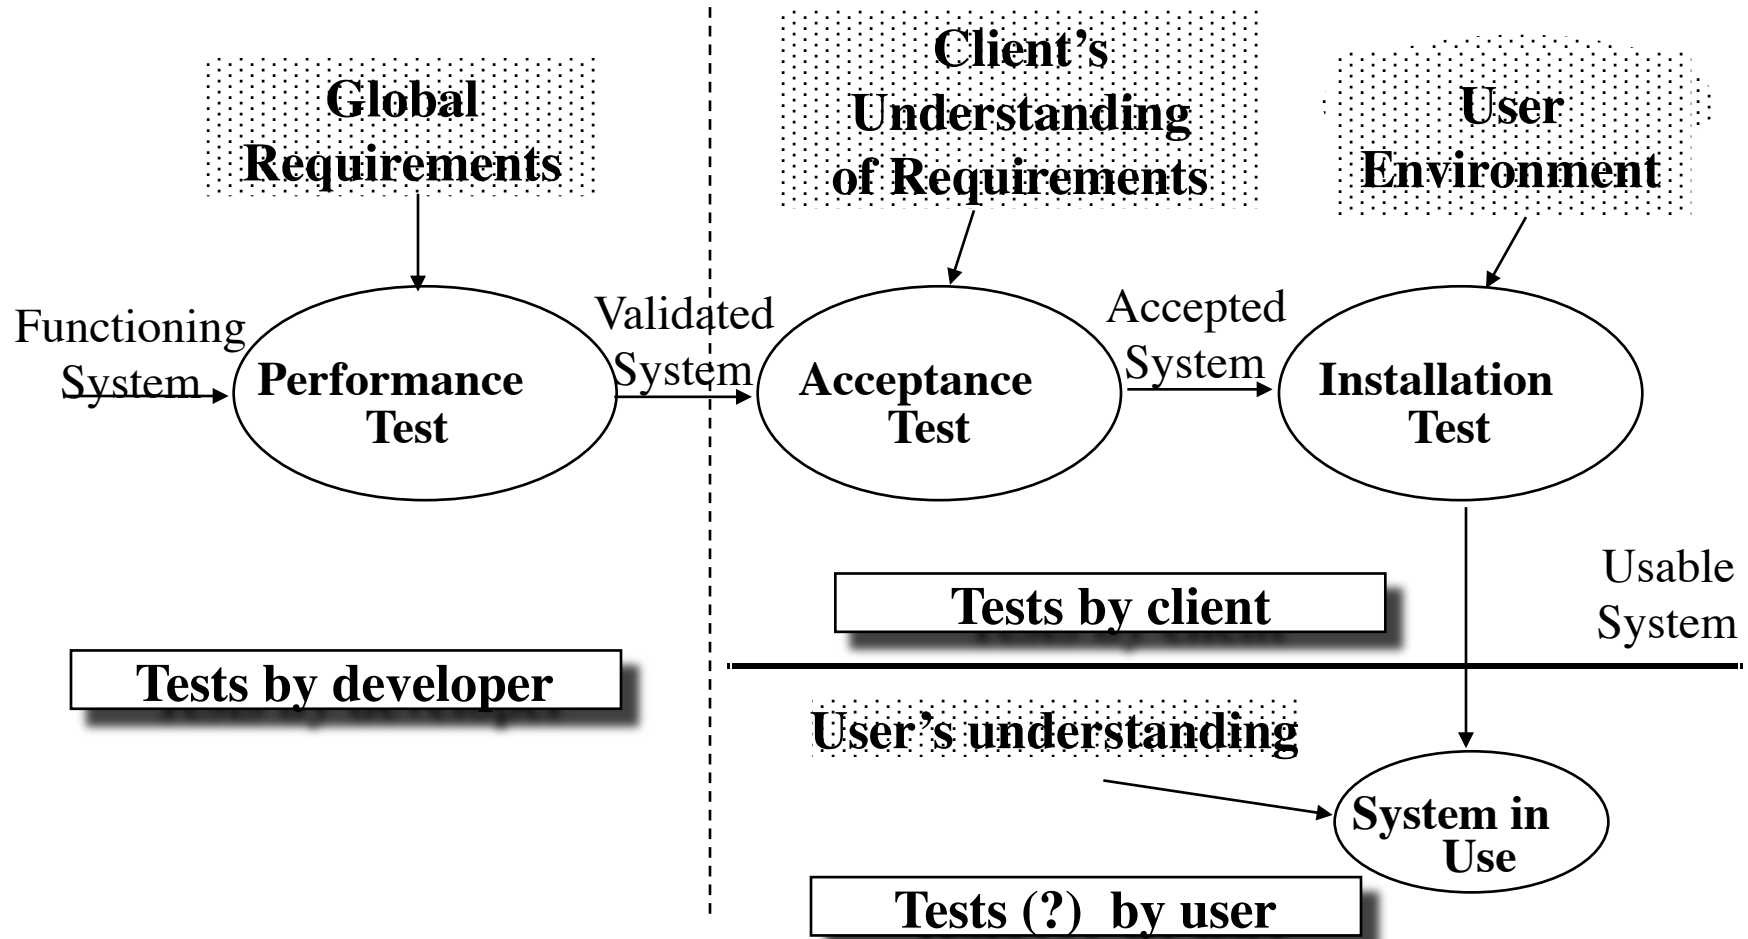 Global
Requirements
Client’s
Understanding
of Requirements
User
Environment
Functioning
System
Validated
System
Accepted
System
Performance
Test
Acceptance
Test
Installation
Test
Usable
System
Tests by client
Tests by developer
User’s understanding
System in
Use
Tests (?) by user